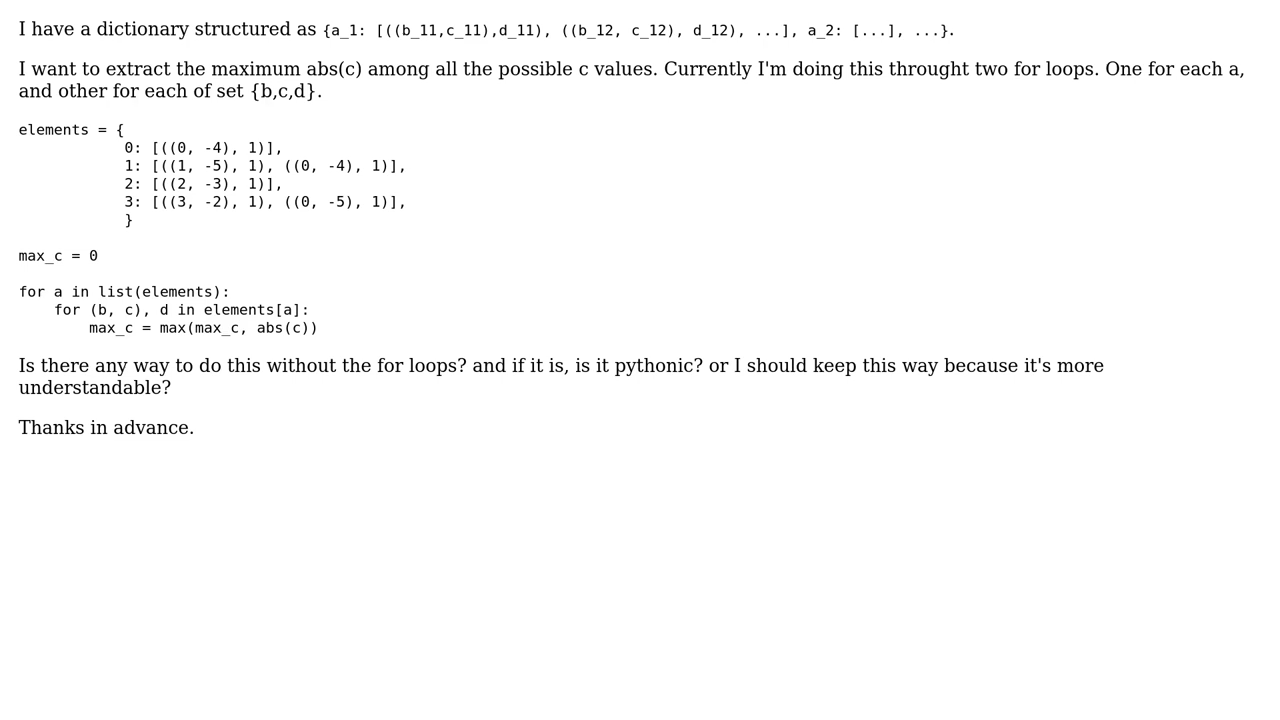 I have a dictionary structured as {a_1: [((b_11,c_11),d_11), ((b_12, c_12), d_12), ...], a_2: [...], ...}.
I want to extract the maximum abs(c) among all the possible c values. Currently I'm doing this throught two for loops. One for each a,
and other for each of set {b,c,d}.
elements = {
            0: [((0, -4), 1)],
            1: [((1, -5), 1), ((0, -4), 1)],
            2: [((2, -3), 1)],
            3: [((3, -2), 1), ((0, -5), 1)],
            }
max_c = 0
for a in list(elements):
    for (b, c), d in elements[a]:
        max_c = max(max_c, abs(c))
Is there any way to do this without the for loops? and if it is, is it pythonic? or I should keep this way because it's more
understandable?
Thanks in advance.